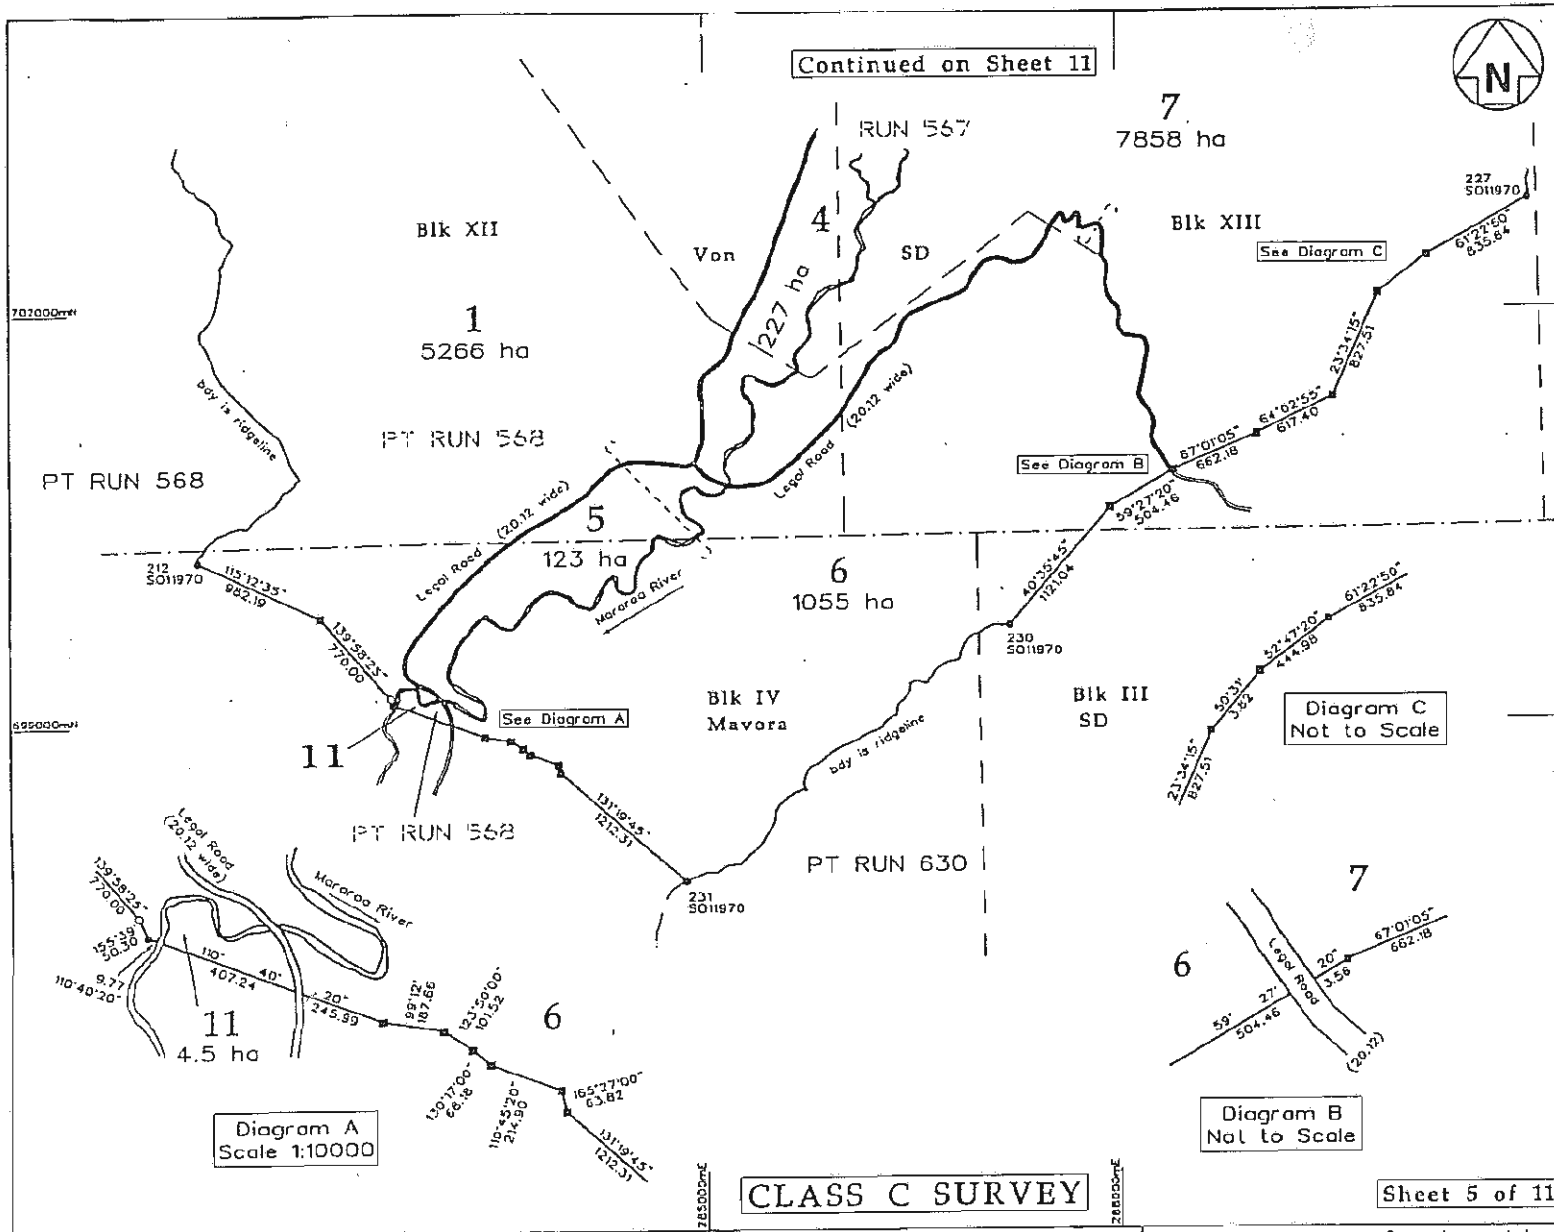 Continued on Sheet 11
N
7
7858 ha
RUN 567
227
SO11970
61°22'50"
835.84
Blk XII
4
227 ha
Von
SD
Blk XIII
See Diagram C
702000mN
1
5266 ha
23°34'15"
827.51
bdy is ridgeline
64°02'55"
617.40
PT RUN 568
PT RUN 568
Legal Road
(20.12 wide)
67°01'05"
662.18
See Diagram B
59°27'20"
504.46
Legal Road
(20.12 wide)
5
123 ha
6
1055 ha
Mararoa River
40°35'45"
1121.04
212
SO11970
115°12'35"
982.19
139°58'25"
770.00
230
SO11970
61°22'50"
835.84
52°47'20"
444.98
50°31'
3.82
23°34'15"
827.51
Diagram C
Not to Scale
Blk IV
Mavora
Blk III
SD
699000mN
See Diagram A
11
bdy is ridgeline
131°19'45"
1212.31
PT RUN 568
PT RUN 630
231
SO11970
Legal Road
(20.12 wide)
Mararoa River
139°58'25"
770.00
155°39'
50.30
9.77
110°40'20"
110°
40'
20"
407.24
245.99
99°12'
187.66
123°50'00"
101.52
6
11
4.5 ha
130°17'00"
68.18
110°45'20"
214.90
165°27'00"
63.82
131°19'45"
1212.31
Diagram A
Scale 1:10000
7
6
Legal Road
67°01'05"
662.18
20"
3.56
59°
27'
504.46
(20.12)
Diagram B
Not to Scale
785000mE
788000mE
CLASS C SURVEY
Sheet 5 of 11